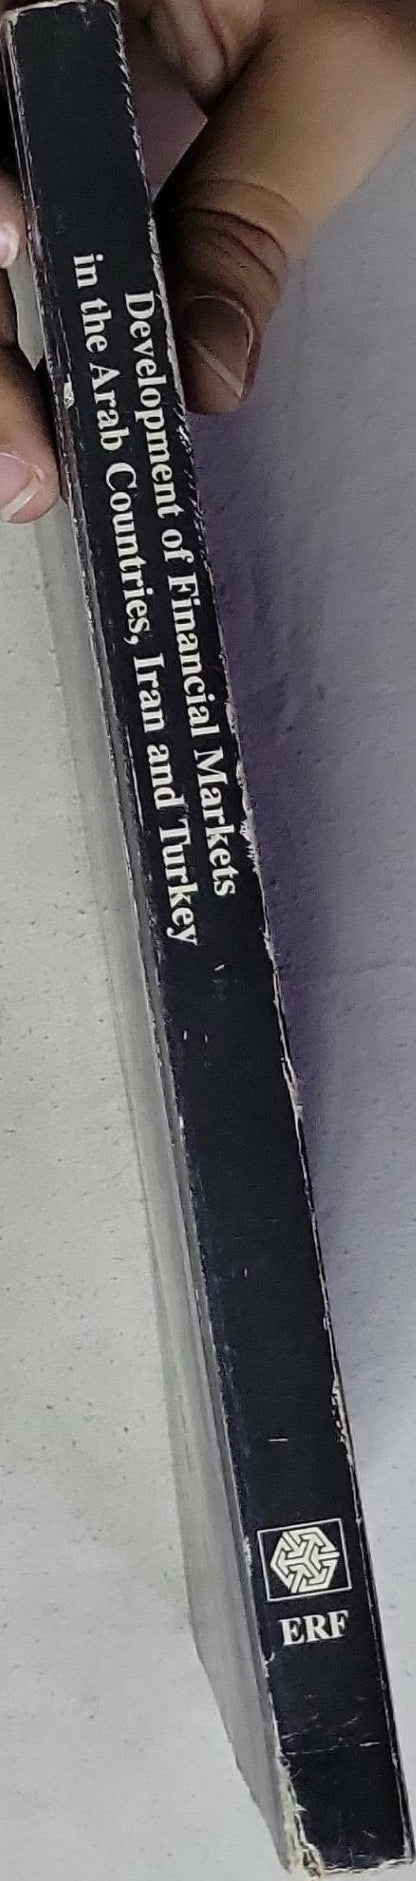 Development of Financial Markets
in the Arab Countries, Iran and Turkey
ERF